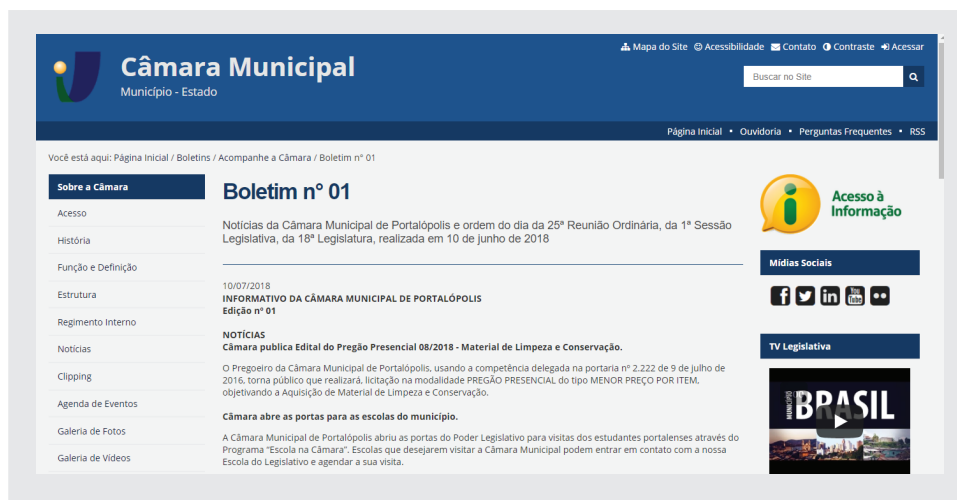 Mapa do Site Acessibilidade Contato Contraste Acessar
Câmara Municipal
Município - Estado
Buscar no Site
Página Inicial • Ouvidoria • Perguntas Frequentes • RSS
Você está aqui: Página Inicial / Boletins / Acompanhe a Câmara / Boletim n° 01
Sobre a Câmara
Acesso
História
Função e Definição
Estrutura
Regimento Interno
Notícias
Clipping
Agenda de Eventos
Galeria de Fotos
Galeria de Vídeos
Boletim n° 01
Notícias da Câmara Municipal de Portalópolis e ordem do dia da 25ª Reunião Ordinária, da 1ª Sessão
Legislativa, da 18ª Legislatura, realizada em 10 de junho de 2018
10/07/2018
INFORMATIVO DA CÂMARA MUNICIPAL DE PORTALÓPOLIS
Edição nº 01
NOTÍCIAS
Câmara publica Edital do Pregão Presencial 08/2018 - Material de Limpeza e Conservação.
O Pregoeiro da Câmara Municipal de Portalópolis, usando a competência delegada na portaria nº 2.222 de 9 de julho de
2016, torna público que realizará, licitação na modalidade PREGÃO PRESENCIAL do tipo MENOR PREÇO POR ITEM,
objetivando a Aquisição de Material de Limpeza e Conservação.
Câmara abre as portas para as escolas do município.
A Câmara Municipal de Portalópolis abriu as portas do Poder Legislativo para visitas dos estudantes portalenses através do
Programa "Escola na Câmara". Escolas que desejarem visitar a Câmara Municipal podem entrar em contato com a nossa
Escola do Legislativo e agendar a sua visita.
Acesso à
Informação
Mídias Sociais
You
Tube
TV Legislativa
MUNICÍPIO
BRASIL